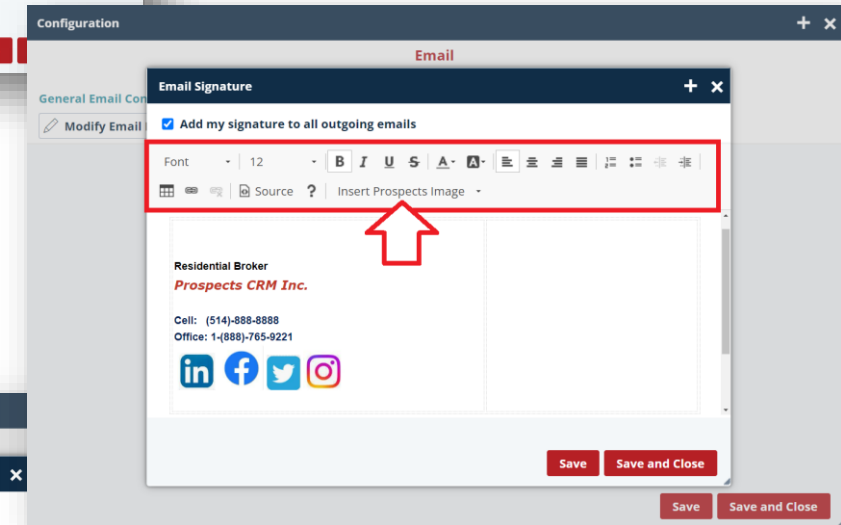 Configuration
Email
General Email Con
Modify Email
Email Signature
Add my signature to all outgoing emails
Font 12 B I U S A A
Source ? Insert Prospects Image
Residential Broker
Prospects CRM Inc.
Cell: (514)-888-8888
Office: 1-(888)-765-9221
in f
Save Save and Close
Save Save and Close